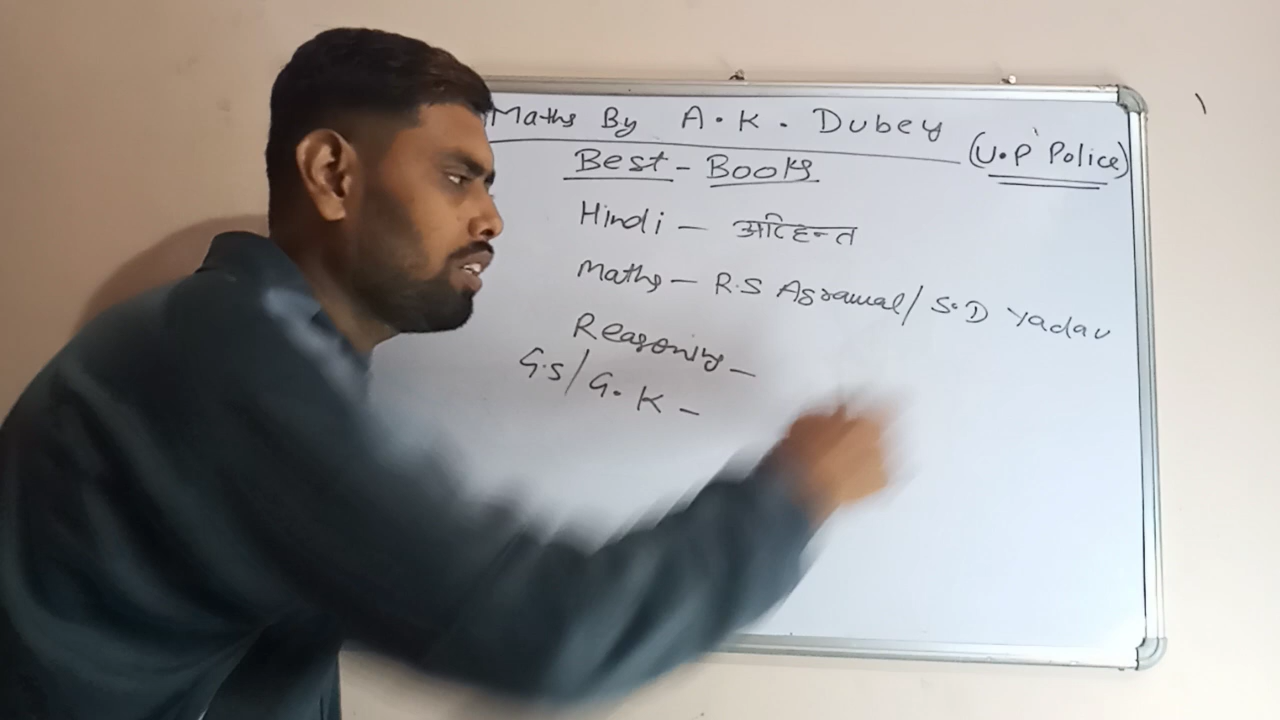 Maths By A.K. Dubey
(U.P Police)
Best-Books
Hindi - अरिहन्त
Maths - R.S Agrawal/S.D Yadav
Reasoning -
G.S/G.K -